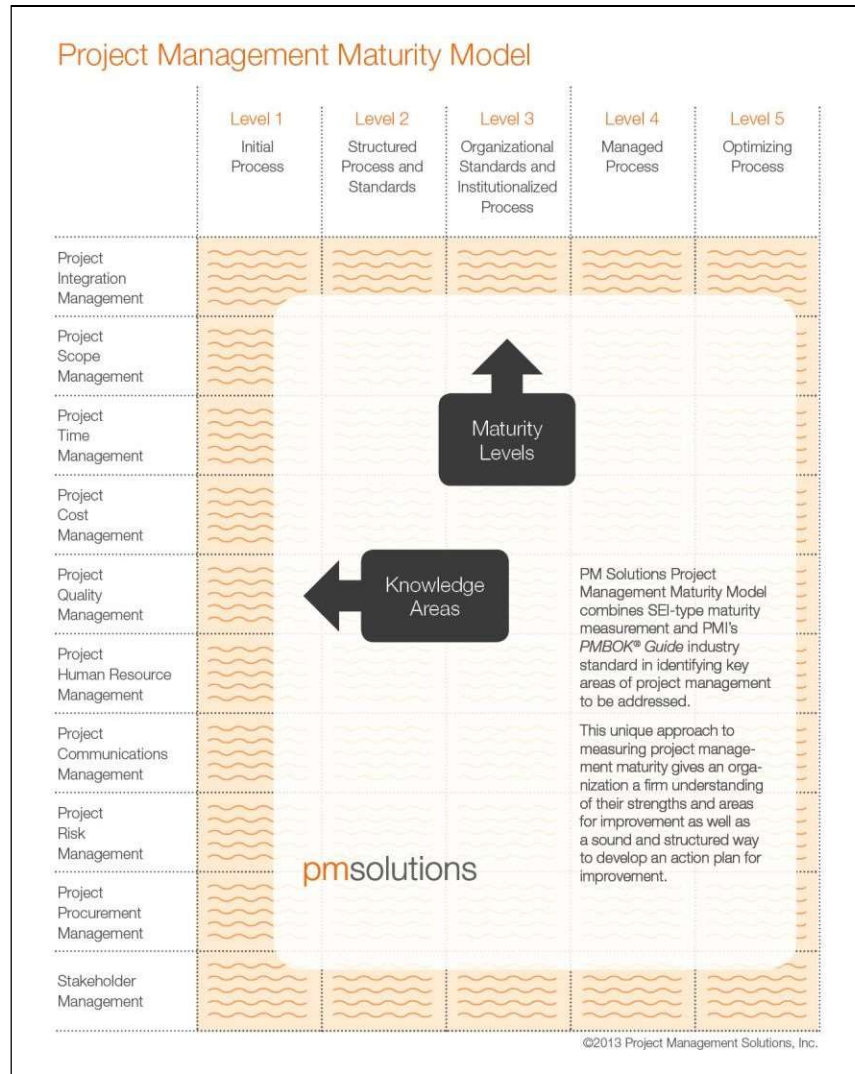 Project Management Maturity Model
Level 1
Initial
Process
Level 2
Structured
Process and
Standards
Level 3
Organizational
Standards and
Institutionalized
Process
Level 4
Managed
Process
Level 5
Optimizing
Process
Project
Integration
Management
Project
Scope
Management
Project
Time
Management
Project
Cost
Management
Project
Quality
Management
Project
Human Resource
Management
Project
Communications
Management
Project
Risk
Management
Project
Procurement
Management
Stakeholder
Management
Maturity
Levels
Knowledge
Areas
PM Solutions Project
Management Maturity Model
combines SEI-type maturity
measurement and PMI's
PMBOK® Guide industry
standard in identifying key
areas of project management
to be addressed.
This unique approach to
measuring project manage-
ment maturity gives an orga-
nization a firm understanding
of their strengths and areas
for improvement as well as
a sound and structured way
to develop an action plan for
improvement.
pmsolutions
©2013 Project Management Solutions, Inc.